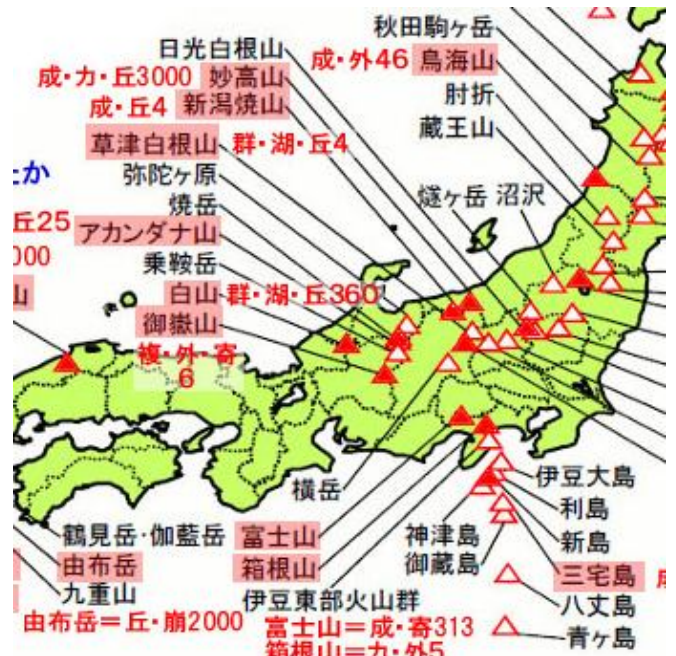 秋田駒ヶ岳
日光白根山
成・外46 鳥海山
成・カ・丘3000 妙高山
肘折
成・丘4 新潟焼山
蔵王山
草津白根山 群・湖・丘4
たか
弥陀ヶ原
燧ヶ岳 沼沢
焼岳
丘25
アカンダナ山
000
乗鞍岳
山
白山 群・湖・丘360
御嶽山
複・外・寄
6
横岳
伊豆大島
利島
鶴見岳・伽藍岳
富士山
神津島
新島
由布岳
箱根山
御蔵島
三宅島
成
九重山
伊豆東部火山群
八丈島
由布岳＝丘・崩2000
富士山＝成・寄313
青ヶ島
箱根山＝カ・外5